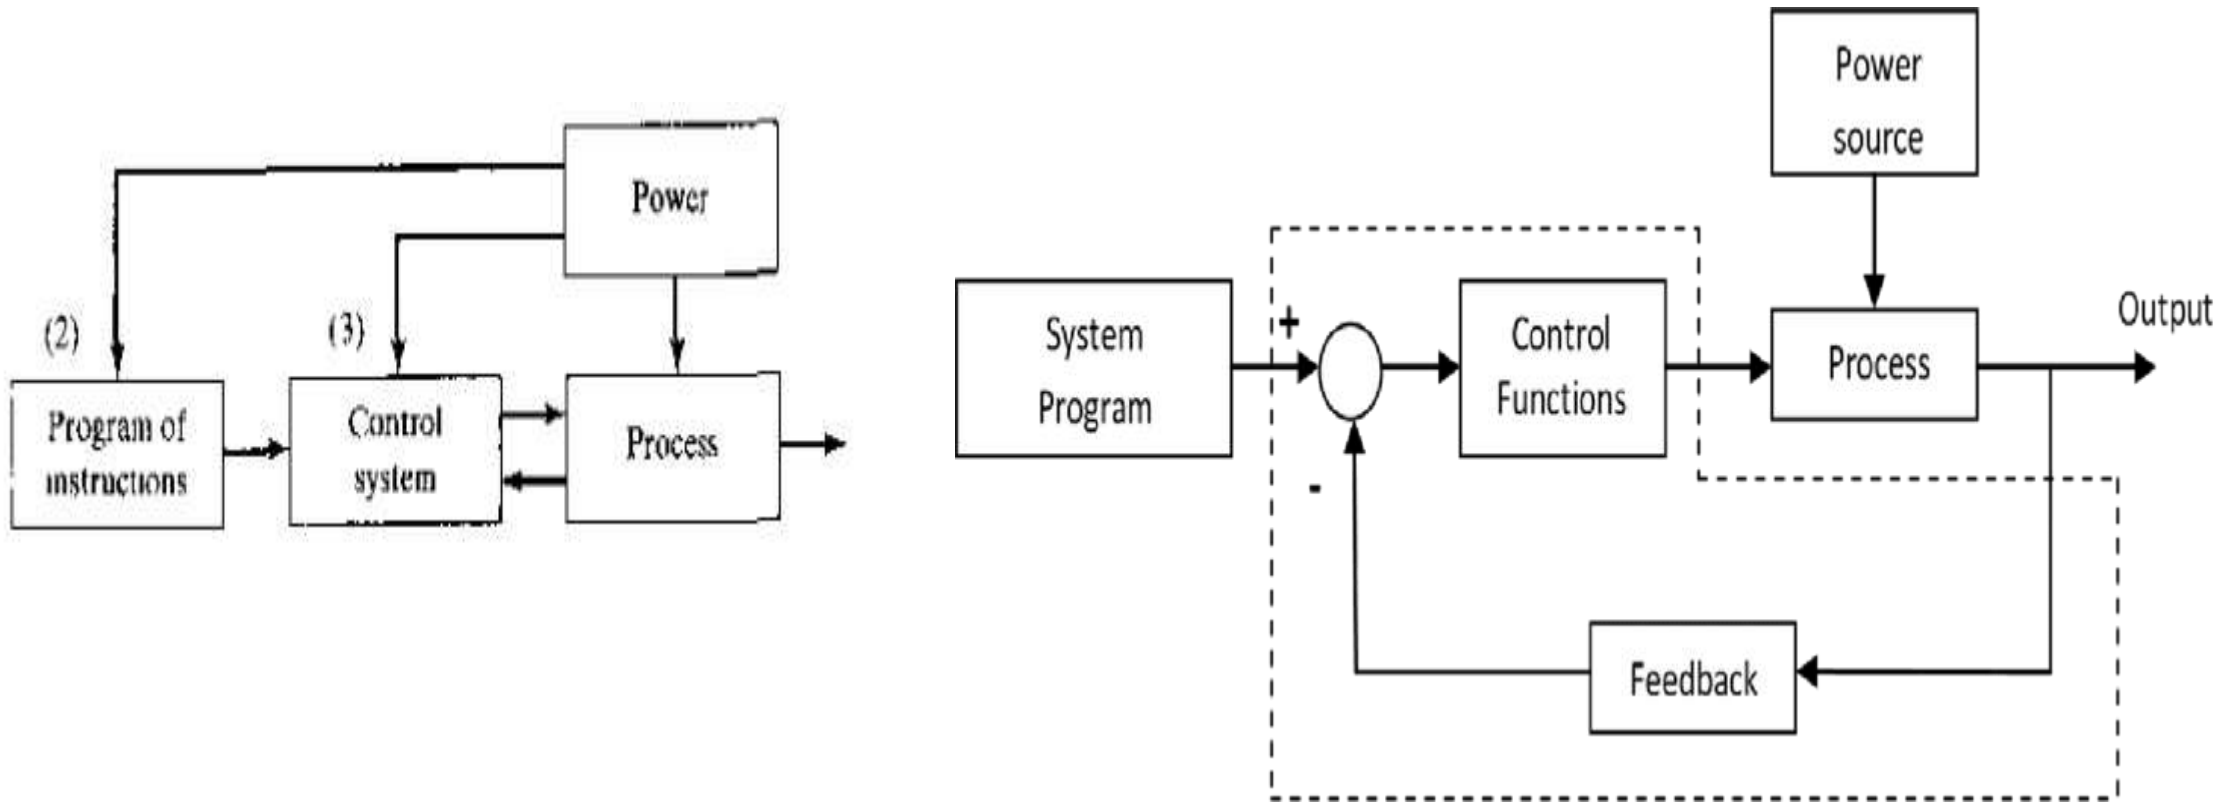 Power
(2)
(3)
Program of
instructions
Control
system
Process
Power
source
System
Program
+
-
Control
Functions
Process
Output
Feedback